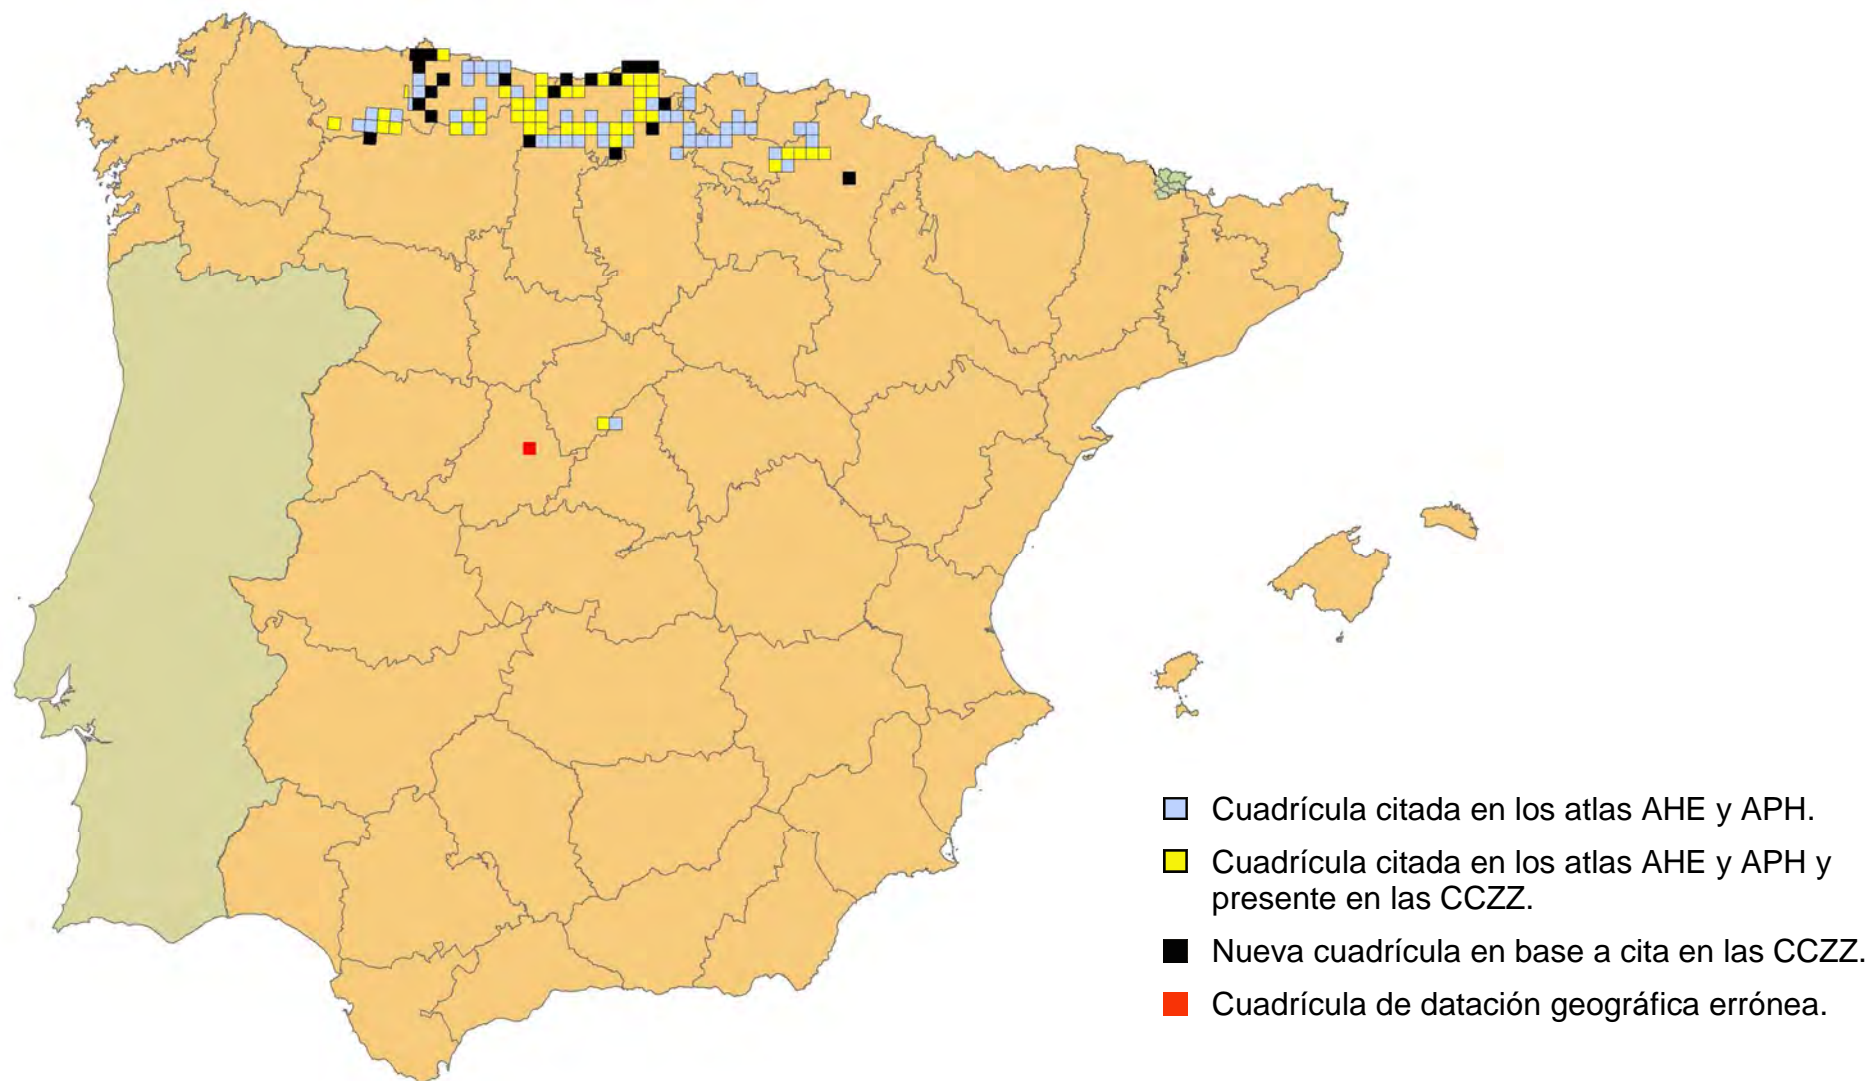 Cuadrícula citada en los atlas AHE y APH.
Cuadrícula citada en los atlas AHE y APH y
presente en las CCZZ.
Nueva cuadrícula en base a cita en las CCZZ.
Cuadrícula de datación geográfica errónea.